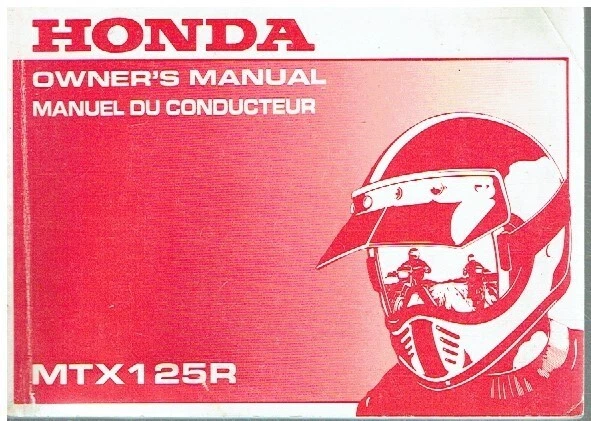 HONDA
OWNER'S MANUAL
MANUEL DU CONDUCTEUR
MTX125R